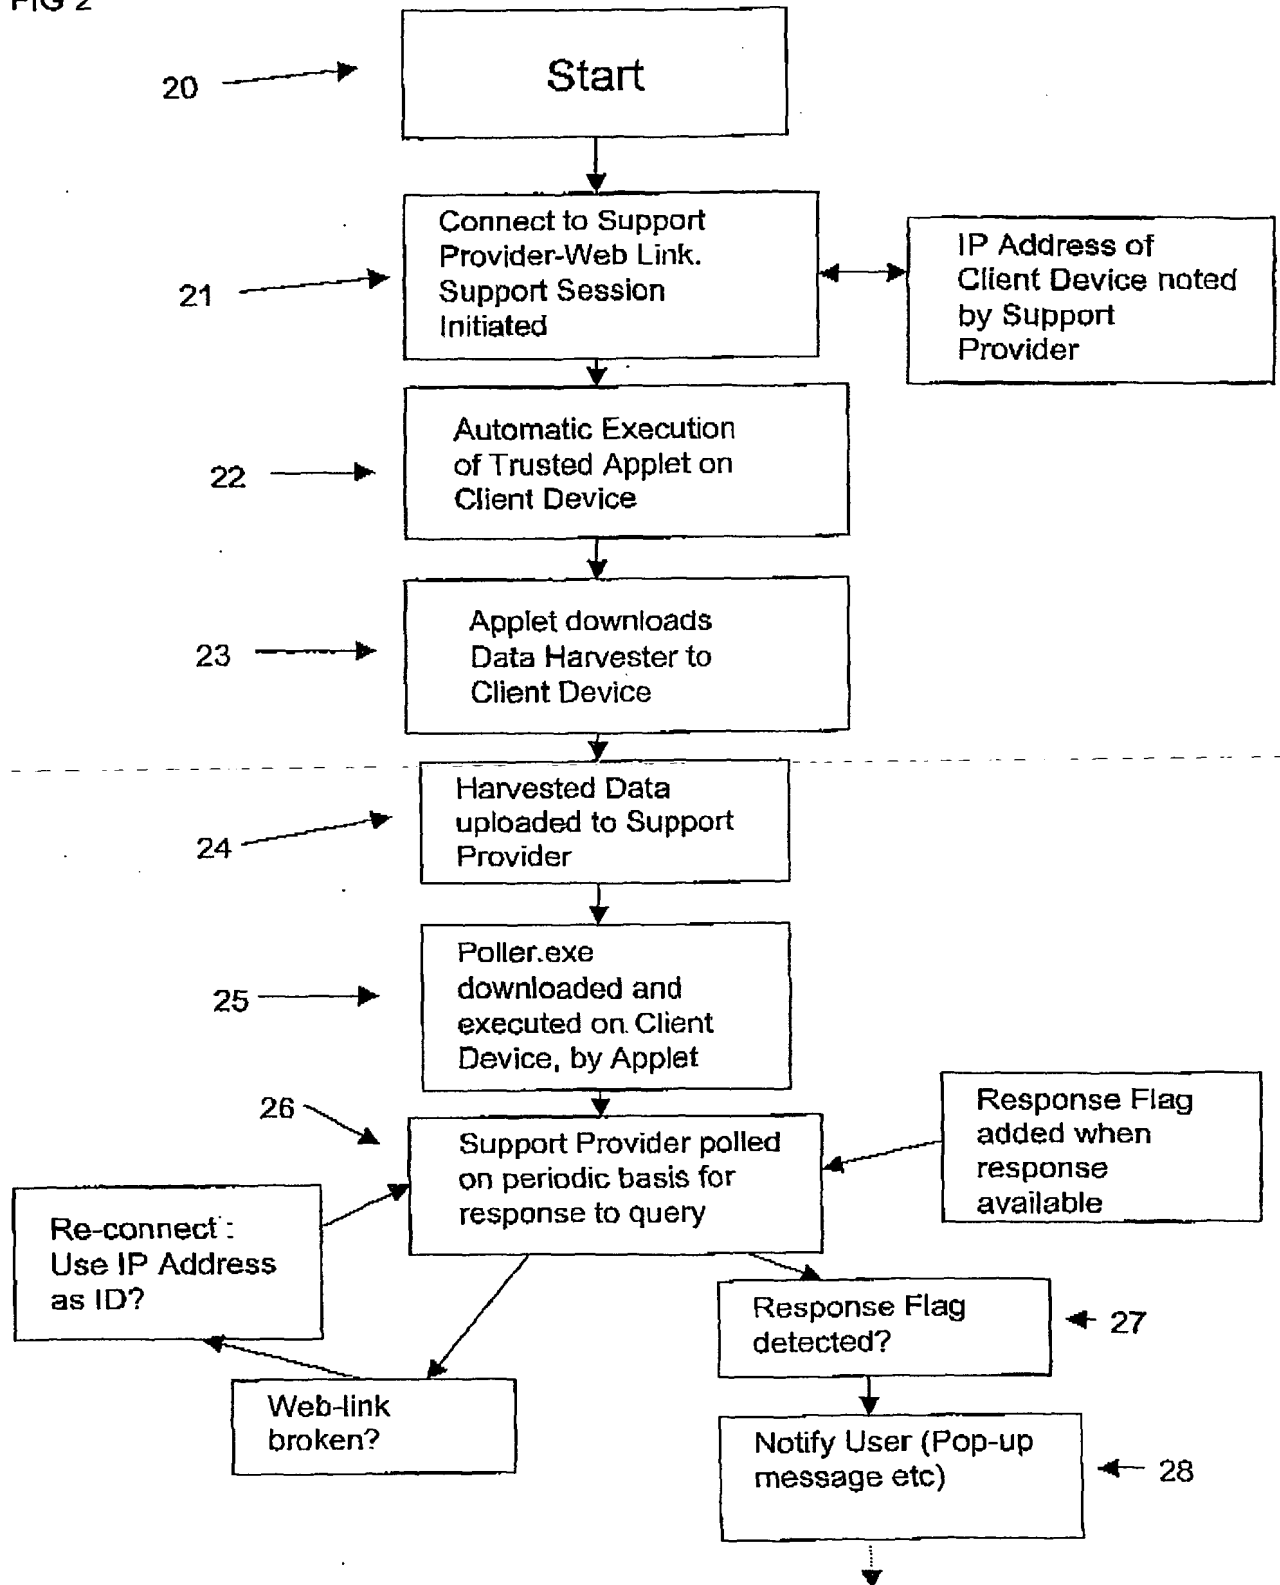 FIG 2
20
Start
Connect to Support
Provider-Web Link.
Support Session
Initiated
21
IP Address of
Client Device noted
by Support
Provider
Automatic Execution
of Trusted Applet on
Client Device
22
Applet downloads
Data Harvester to
Client Device
23
Harvested Data
uploaded to Support
Provider
24
Poller.exe
downloaded and
executed on Client
Device, by Applet
25
26
Support Provider polled
on periodic basis for
response to query
Response Flag
added when
response
available
Re-connect :
Use IP Address
as ID?
Web-link
broken?
Response Flag
detected?
27
Notify User (Pop-up
message etc)
28